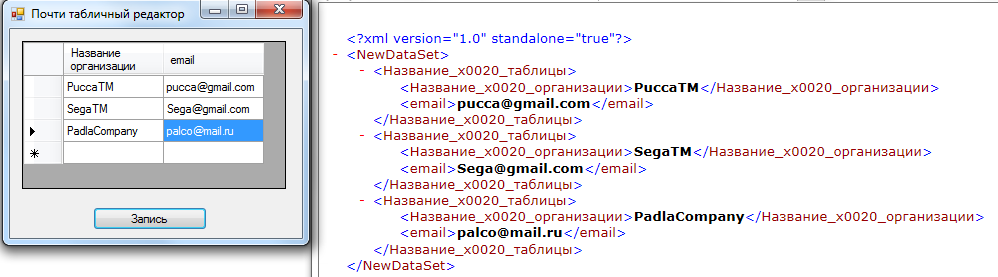 Почти табличный редактор
Название организации email
PuccaTM pucca@gmail.com
SegaTM Sega@gmail.com
PadlaCompany palco@mail.ru
Запись
<?xml version="1.0" standalone="true"?>
- <NewDataSet>
- <Название_x0020_таблицы>
<Название_x0020_организации>PuccaTM</Название_x0020_организации>
<email>pucca@gmail.com</email>
</Название_x0020_таблицы>
- <Название_x0020_таблицы>
<Название_x0020_организации>SegaTM</Название_x0020_организации>
<email>Sega@gmail.com</email>
</Название_x0020_таблицы>
- <Название_x0020_таблицы>
<Название_x0020_организации>PadlaCompany</Название_x0020_организации>
<email>palco@mail.ru</email>
</Название_x0020_таблицы>
</NewDataSet>